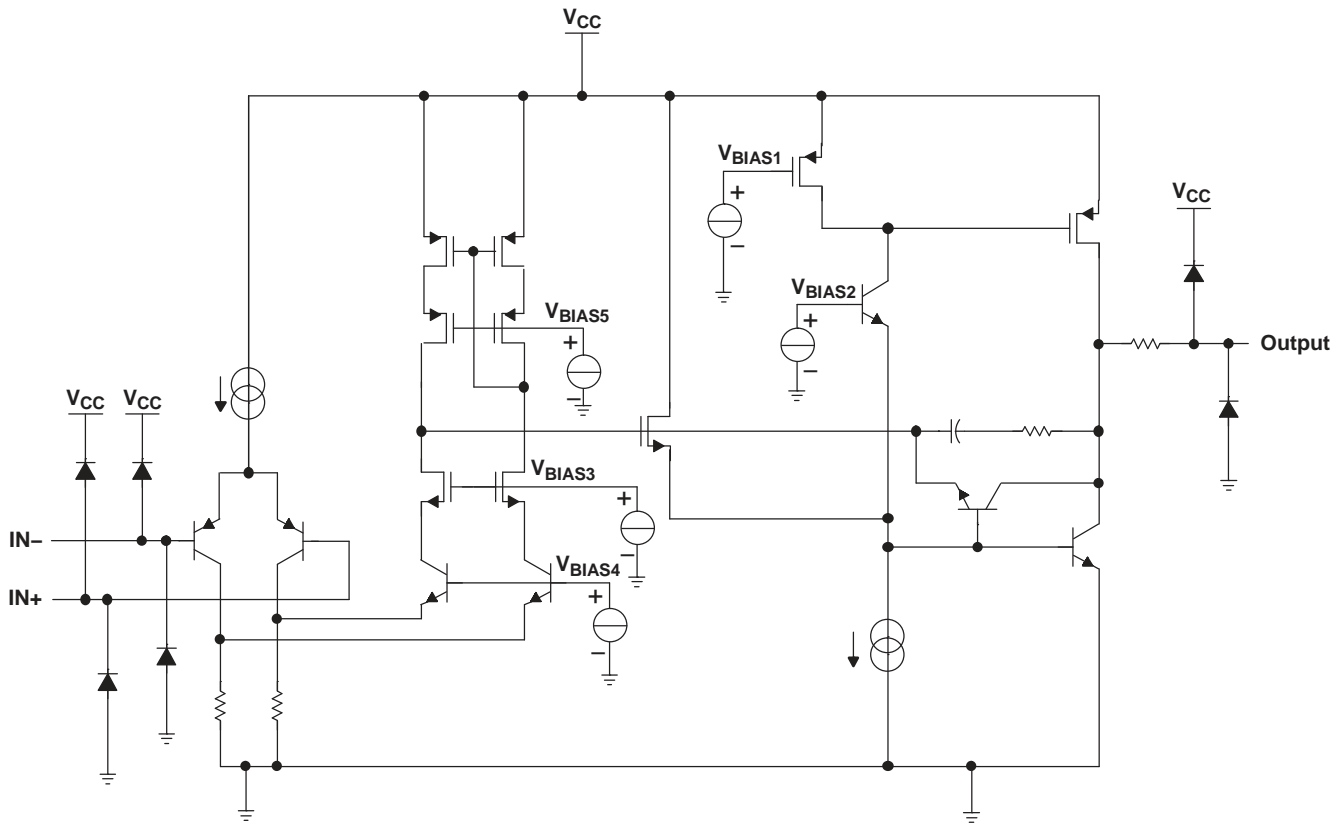 VCC
VBIAS1
+
−
VCC
VBIAS2
+
−
VBIAS5
+
−
Output
VCC
VCC
VBIAS3
+
−
IN−
VBIAS4
+
−
IN+